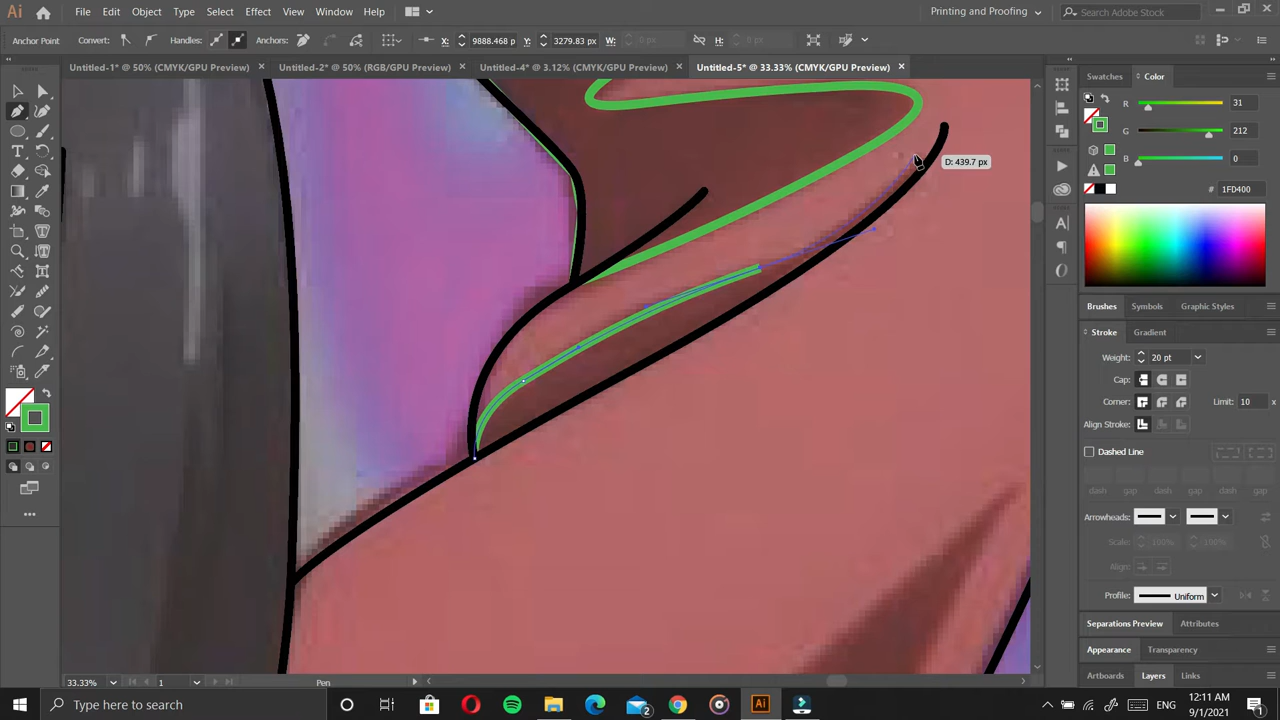 Ai File Edit Object Type Select Effect View Window Help Printing and Proofing Search Adobe Stock
Anchor Point Convert: Handles: Anchors: X: 9888.468 p Y: 3279.83 px W: 0 px H: 0 px
Untitled-1* @ 50% (CMYK/GPU Preview) × Untitled-2* @ 50% (RGB/GPU Preview) × Untitled-4* @ 3.12% (CMYK/GPU Preview) × Untitled-5* @ 33.33% (CMYK/GPU Preview) ×
Swatches Color
R 31
G 212
B 0
# 1FD400
D: 439.7 px
Brushes Symbols Graphic Styles
Stroke Gradient
Weight: 20 pt
Cap:
Corner: Limit: 10 x
Align Stroke:
Dashed Line
dash gap dash gap dash gap
Arrowheads:
Scale: 100% 100%
Align:
Profile: Uniform
Separations Preview Attributes
Appearance Transparency
Artboards Layers Links
33.33% 1 Pen
Type here to search 2 Ai ENG 12:11 AM
9/1/2021